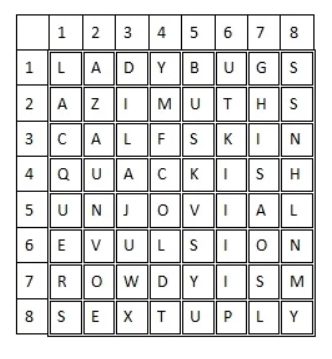 1 2 3 4 5 6 7 8
1 L A D Y B U G S
2 A Z I M U T H S
3 C A L F S K I N
4 Q U A C K I S H
5 U N J O V I A L
6 E V U L S I O N
7 R O W D Y I S M
8 S E X T U P L Y